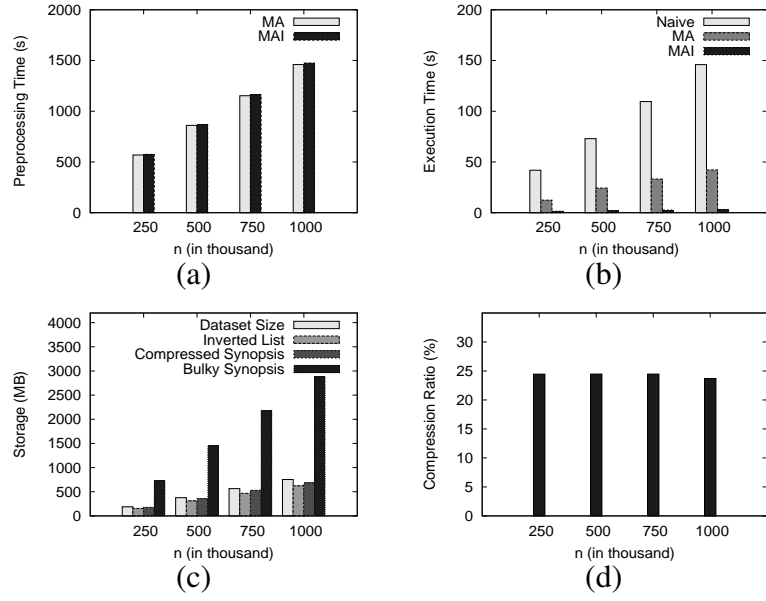 2000
1500
1000
500
0
Preprocessing Time (s)
MA
MAI
250 500 750 1000
n (in thousand)
(a)
200
150
100
50
0
Execution Time (s)
Naive
MA
MAI
250 500 750 1000
n (in thousand)
(b)
4000
3500
3000
2500
2000
1500
1000
500
0
Storage (MB)
Dataset Size
Inverted List
Compressed Synopsis
Bulky Synopsis
250 500 750 1000
n (in thousand)
(c)
30
25
20
15
10
5
0
Compression Ratio (%)
250 500 750 1000
n (in thousand)
(d)